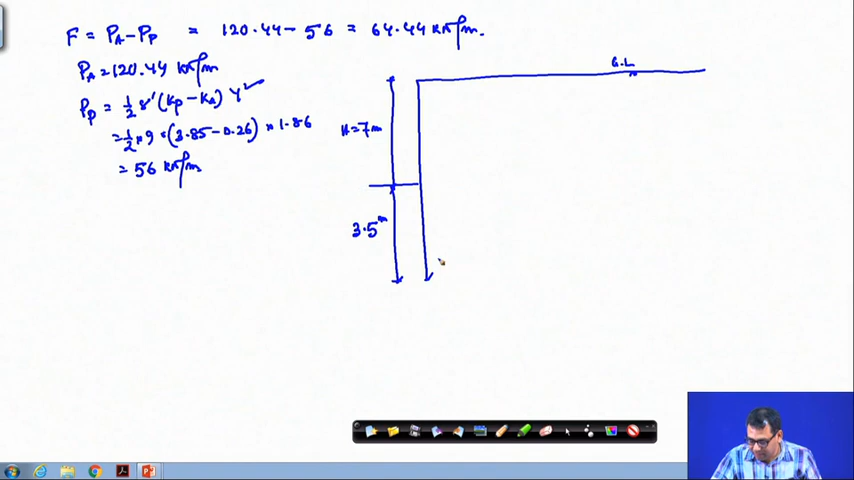 F = PA - Pp = 120.44 - 56 = 64.44 kN/m.
PA = 120.44 kN/m
Pp = 1/2 γ' (Kp - KA) Y² ✓
= 1/2 × 9 × (3.85 - 0.26) × 1.86
= 56 kN/m
G.L
H = 7m
3.5m